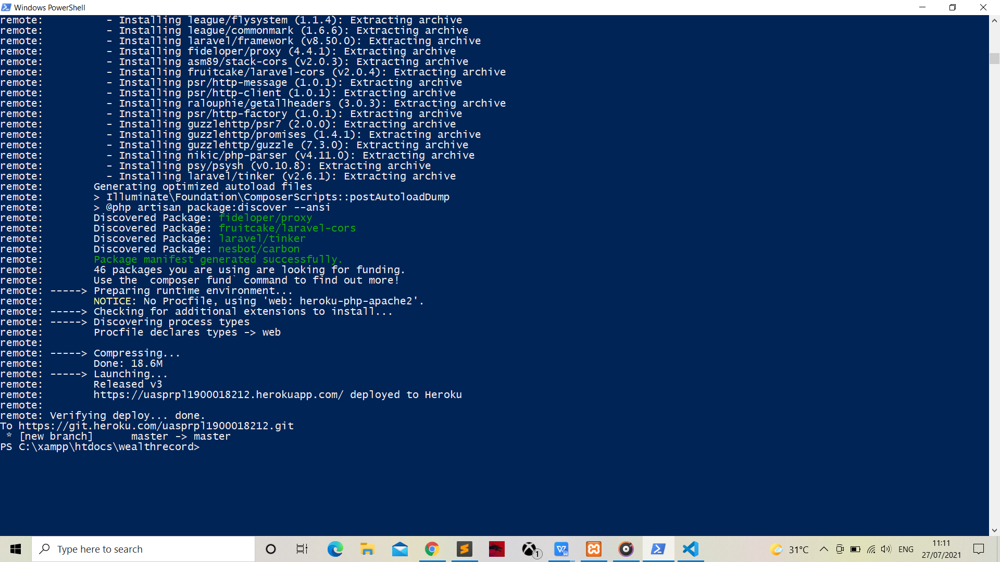 Windows PowerShell
remote:          - Installing league/flysystem (1.1.4): Extracting archive
remote:          - Installing league/commonmark (1.6.6): Extracting archive
remote:          - Installing laravel/framework (v8.50.0): Extracting archive
remote:          - Installing fideloper/proxy (4.4.1): Extracting archive
remote:          - Installing asm89/stack-cors (v2.0.3): Extracting archive
remote:          - Installing fruitcake/laravel-cors (v2.0.4): Extracting archive
remote:          - Installing psr/http-message (1.0.1): Extracting archive
remote:          - Installing psr/http-client (1.0.1): Extracting archive
remote:          - Installing ralouphie/getallheaders (3.0.3): Extracting archive
remote:          - Installing psr/http-factory (1.0.1): Extracting archive
remote:          - Installing guzzlehttp/psr7 (2.0.0): Extracting archive
remote:          - Installing guzzlehttp/promises (1.4.1): Extracting archive
remote:          - Installing guzzlehttp/guzzle (7.3.0): Extracting archive
remote:          - Installing nikic/php-parser (v4.11.0): Extracting archive
remote:          - Installing psy/psysh (v0.10.8): Extracting archive
remote:          - Installing laravel/tinker (v2.6.1): Extracting archive
remote:        Generating optimized autoload files
remote:        > Illuminate\Foundation\ComposerScripts::postAutoloadDump
remote:        > @php artisan package:discover --ansi
remote:        Discovered Package: fideloper/proxy
remote:        Discovered Package: fruitcake/laravel-cors
remote:        Discovered Package: laravel/tinker
remote:        Discovered Package: nesbot/carbon
remote:        Package manifest generated successfully.
remote:        46 packages you are using are looking for funding.
remote:        Use the `composer fund` command to find out more!
remote: -----> Preparing runtime environment...
remote:        NOTICE: No Procfile, using 'web: heroku-php-apache2'.
remote: -----> Checking for additional extensions to install...
remote: -----> Discovering process types
remote:        Procfile declares types -> web
remote:
remote: -----> Compressing...
remote:        Done: 18.6M
remote: -----> Launching...
remote:        Released v3
remote:        https://uasprpl1900018212.herokuapp.com/ deployed to Heroku
remote:
remote: Verifying deploy... done.
To https://git.heroku.com/uasprpl1900018212.git
 * [new branch]      master -> master
PS C:\xampp\htdocs\wealthrecord>
Type here to search
1
31°C
ENG
11:11
27/07/2021